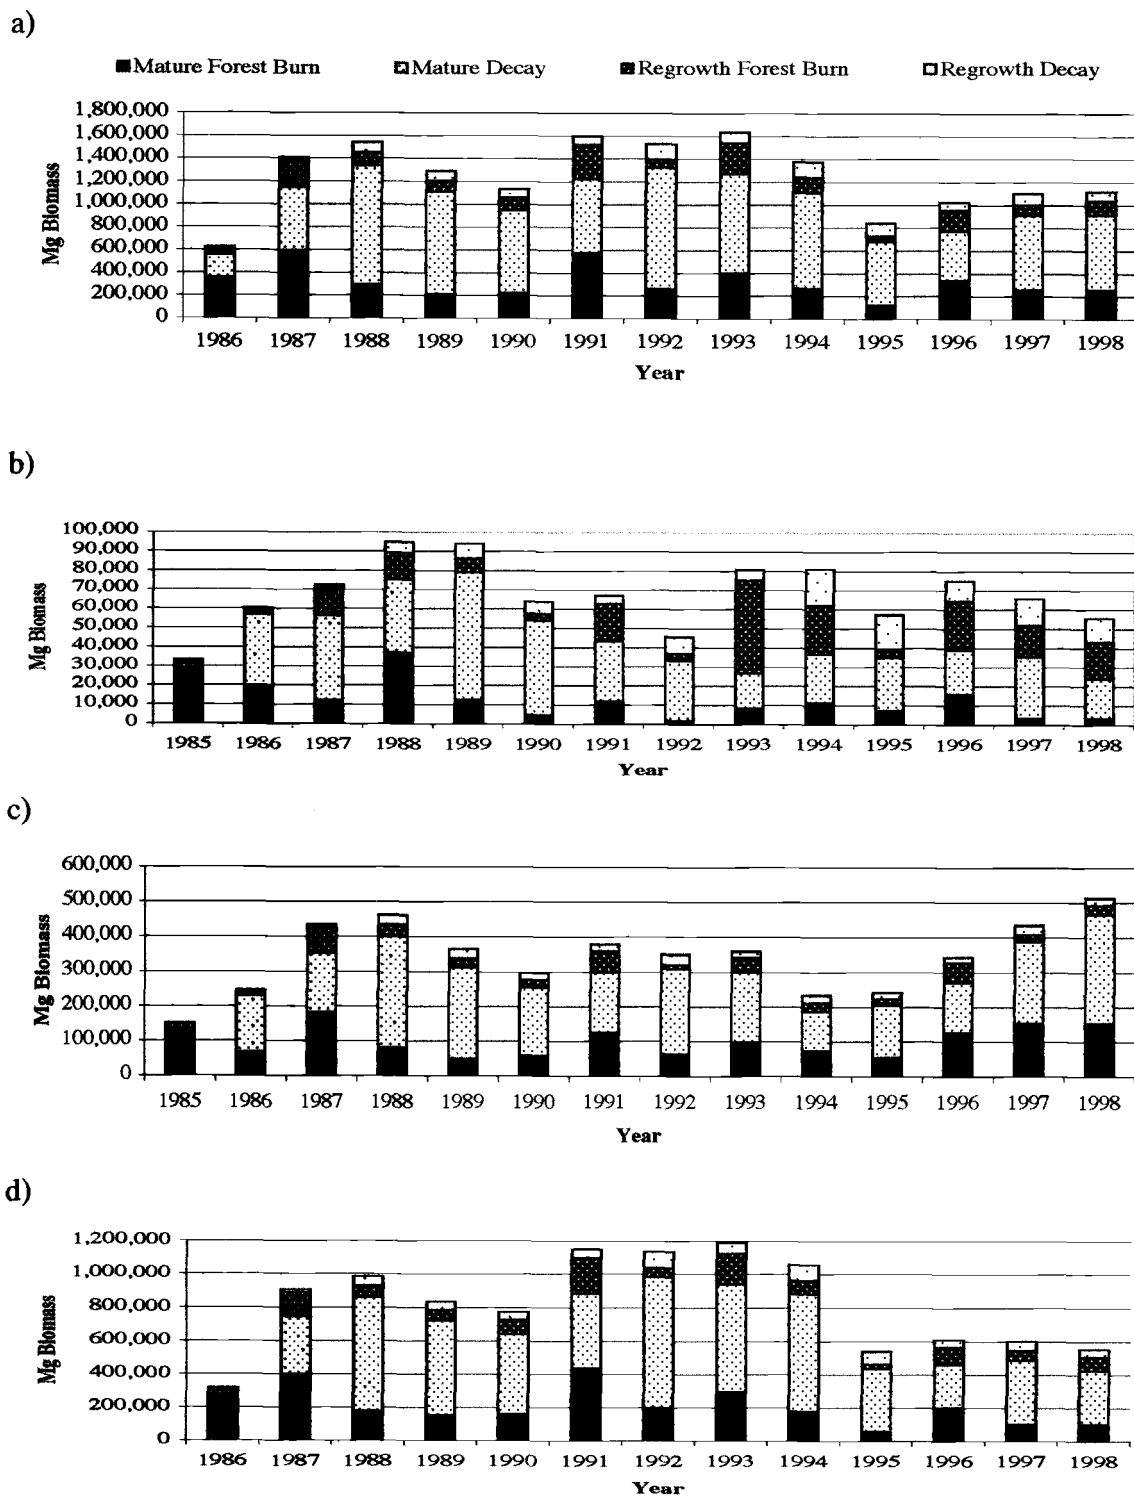 a)
Mature Forest Burn Mature Decay Regrowth Forest Burn Regrowth Decay
Mg Biomass
1,800,000
1,600,000
1,400,000
1,200,000
1,000,000
800,000
600,000
400,000
200,000
0
1986 1987 1988 1989 1990 1991 1992 1993 1994 1995 1996 1997 1998
Year
b)
Mg Biomass
100,000
90,000
80,000
70,000
60,000
50,000
40,000
30,000
20,000
10,000
0
1985 1986 1987 1988 1989 1990 1991 1992 1993 1994 1995 1996 1997 1998
Year
c)
Mg Biomass
600,000
500,000
400,000
300,000
200,000
100,000
0
1985 1986 1987 1988 1989 1990 1991 1992 1993 1994 1995 1996 1997 1998
Year
d)
Mg Biomass
1,200,000
1,000,000
800,000
600,000
400,000
200,000
0
1986 1987 1988 1989 1990 1991 1992 1993 1994 1995 1996 1997 1998
Year